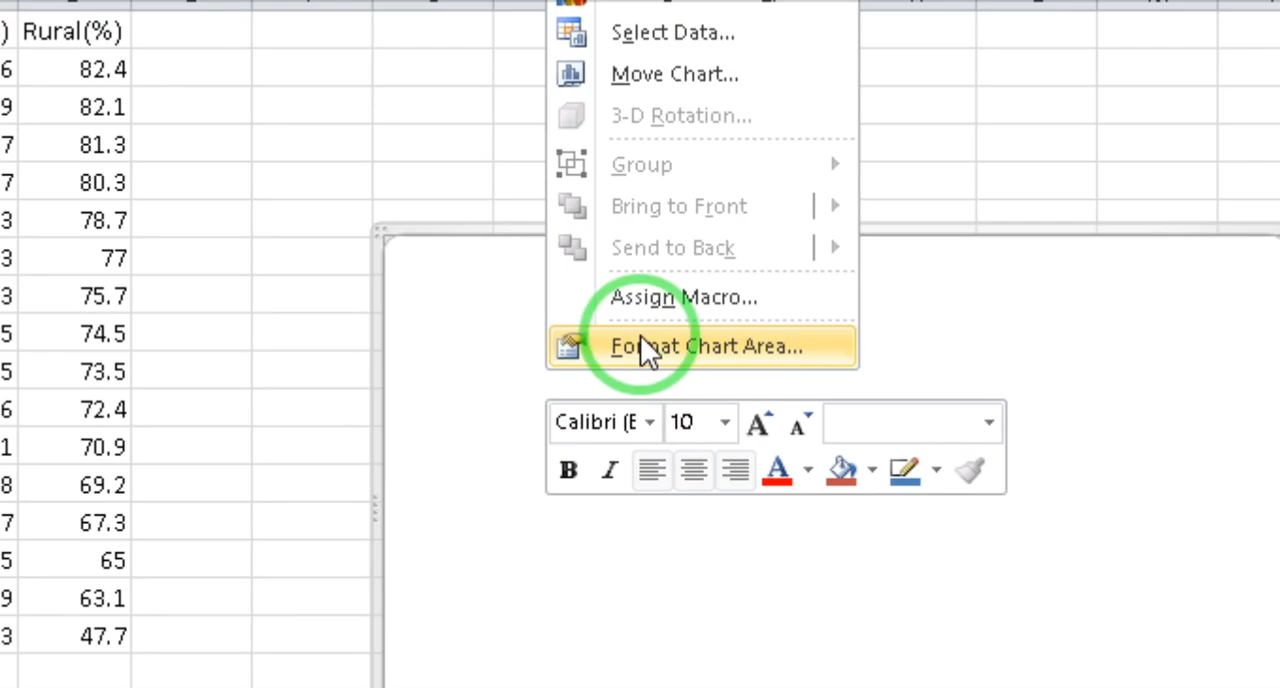 ) Rural(%)
6 82.4
9 82.1
7 81.3
7 80.3
3 78.7
3 77
3 75.7
5 74.5
5 73.5
6 72.4
1 70.9
8 69.2
7 67.3
5 65
9 63.1
3 47.7
Select Data...
Move Chart...
3-D Rotation...
Group
Bring to Front
Send to Back
Assign Macro...
Format Chart Area...
Calibri (E 10 A A
B I A